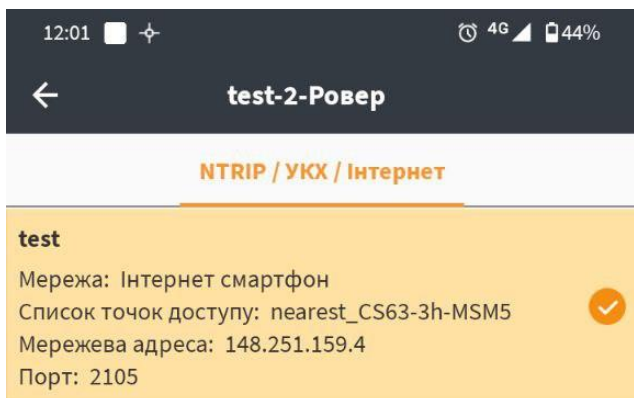 12:01 4G 44%
test-2-Ровер
NTRIP / УКХ / Інтернет
test
Мережа: Інтернет смартфон
Список точок доступу: nearest_CS63-3h-MSM5
Мережева адреса: 148.251.159.4
Порт: 2105